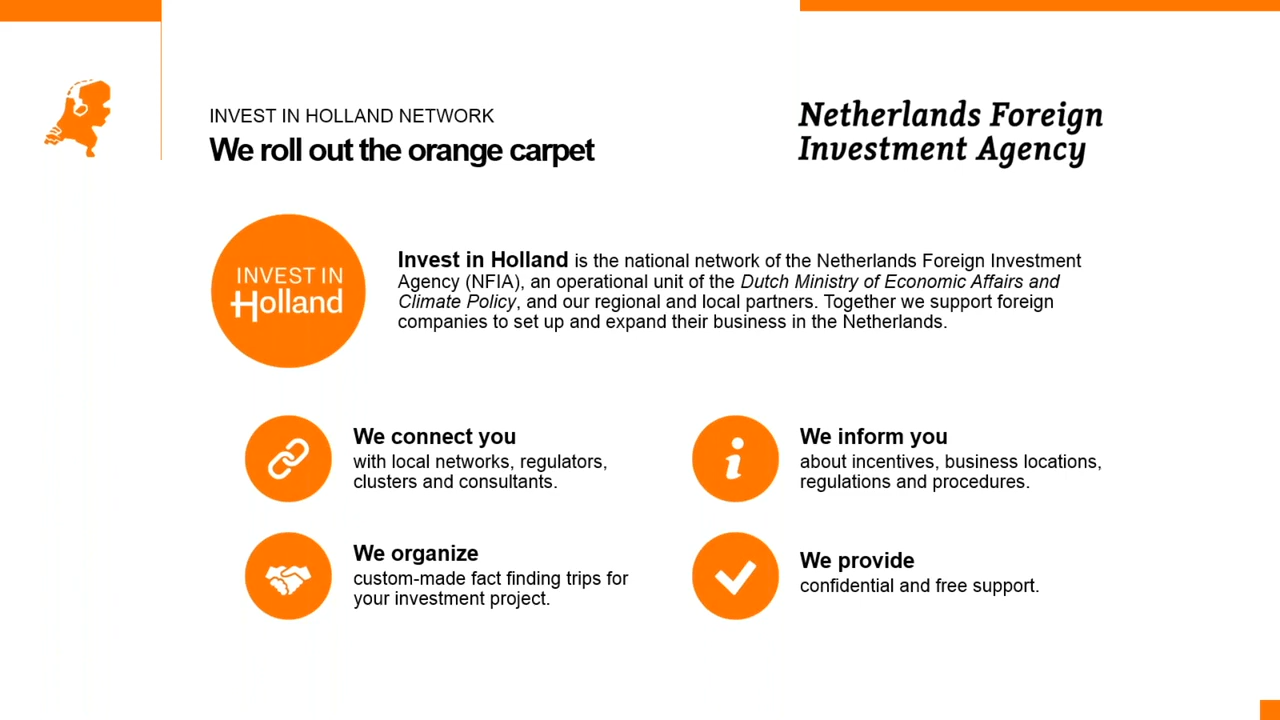 INVEST IN HOLLAND NETWORK
We roll out the orange carpet
Netherlands Foreign
Investment Agency
INVEST IN
Holland
Invest in Holland is the national network of the Netherlands Foreign Investment
Agency (NFIA), an operational unit of the Dutch Ministry of Economic Affairs and
Climate Policy, and our regional and local partners. Together we support foreign
companies to set up and expand their business in the Netherlands.
We connect you
with local networks, regulators,
clusters and consultants.
We inform you
about incentives, business locations,
regulations and procedures.
We organize
custom-made fact finding trips for
your investment project.
We provide
confidential and free support.